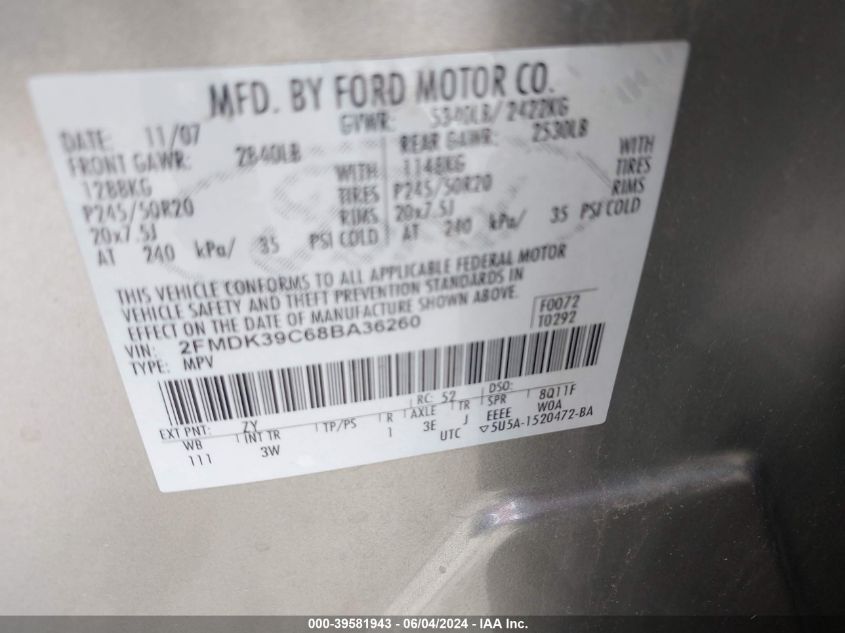 MFD. BY FORD MOTOR CO.
DATE: 11/07 GVWR: 5340LB/2422KG
FRONT GAWR: 2840LB REAR GAWR: 2530LB
1288KG WITH 1148KG WITH
P245/50R20 TIRES P245/50R20 TIRES
20x7.5J RIMS 20x7.5J RIMS
AT 240 kPa/ 35 PSI COLD AT 240 kPa/ 35 PSI COLD
THIS VEHICLE CONFORMS TO ALL APPLICABLE FEDERAL MOTOR
VEHICLE SAFETY AND THEFT PREVENTION STANDARDS IN
EFFECT ON THE DATE OF MANUFACTURE SHOWN ABOVE.
VIN: 2FMDK39C68BA36260 F0072
TYPE: MPV T0292
EXT PNT: ZY RC: 52 DSO:
WB INT TR TP/PS R AXLE TR SPR 8Q11F
111 3W 1 3E J EEEE W0A
UTC ▽5U5A-1520472-BA
000-39581943 - 06/04/2024 - IAA Inc.